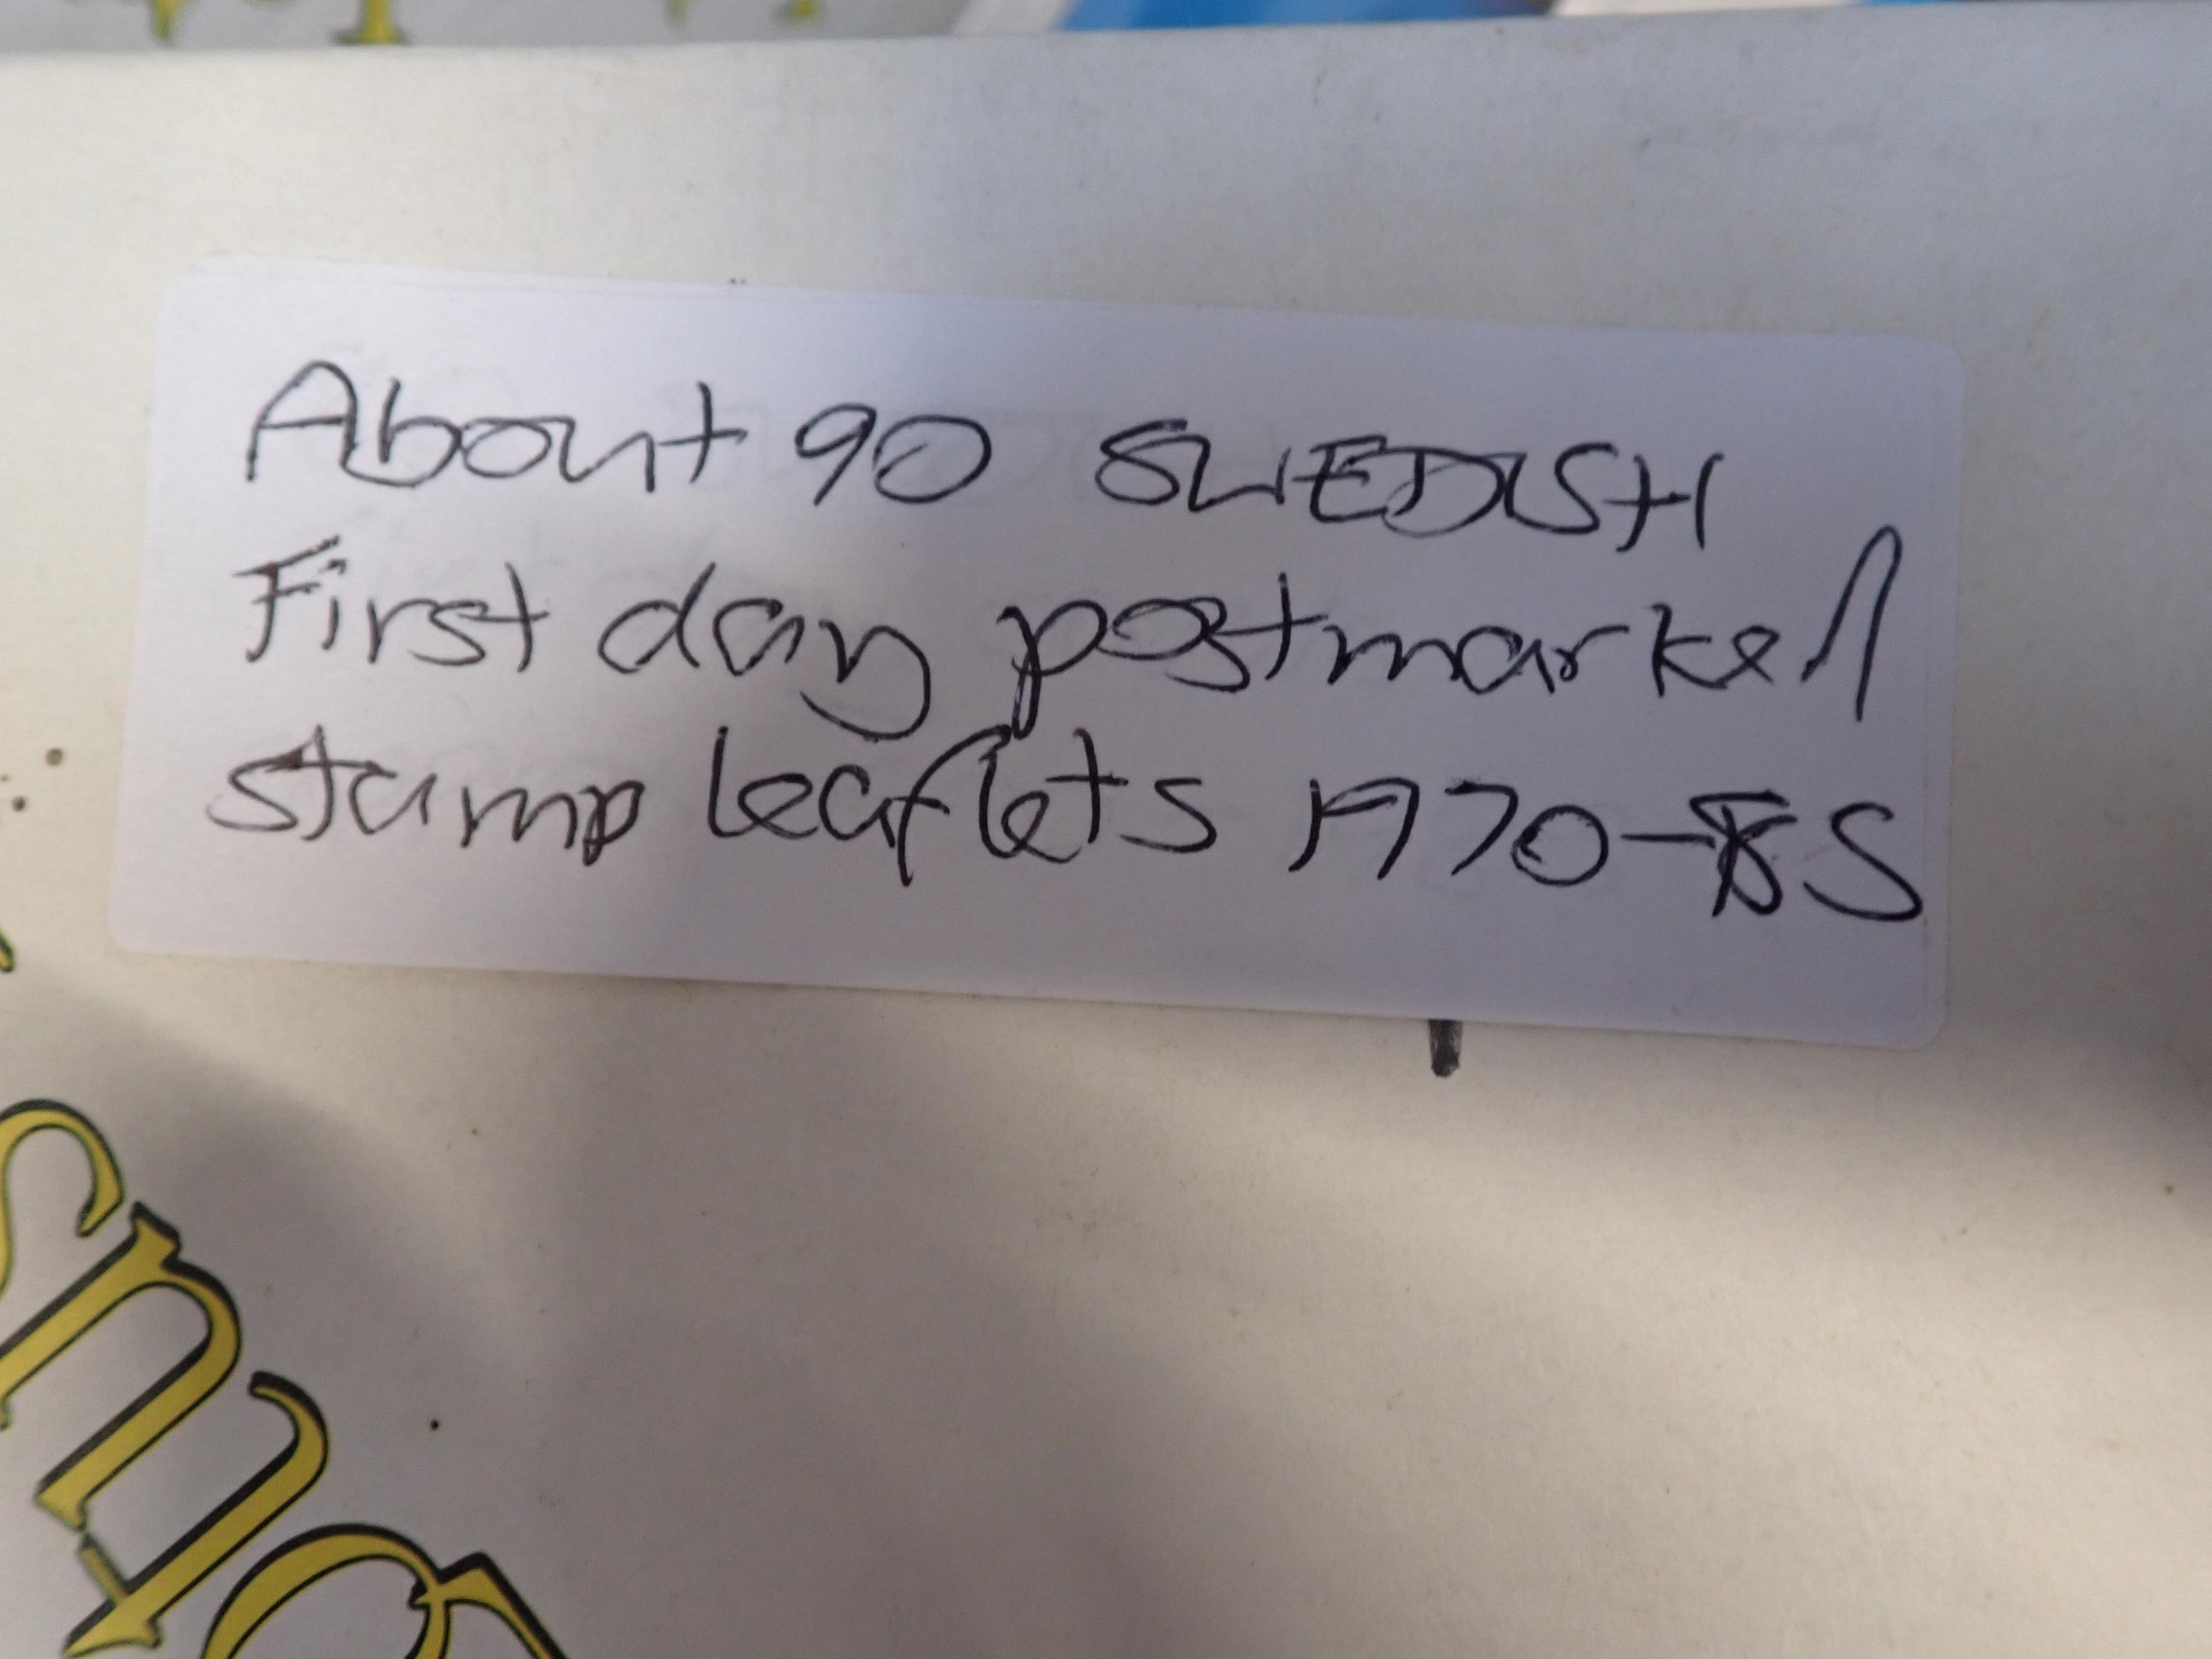 About 90 SWEDISH
First day postmarked
stamp leaflets 1970-85